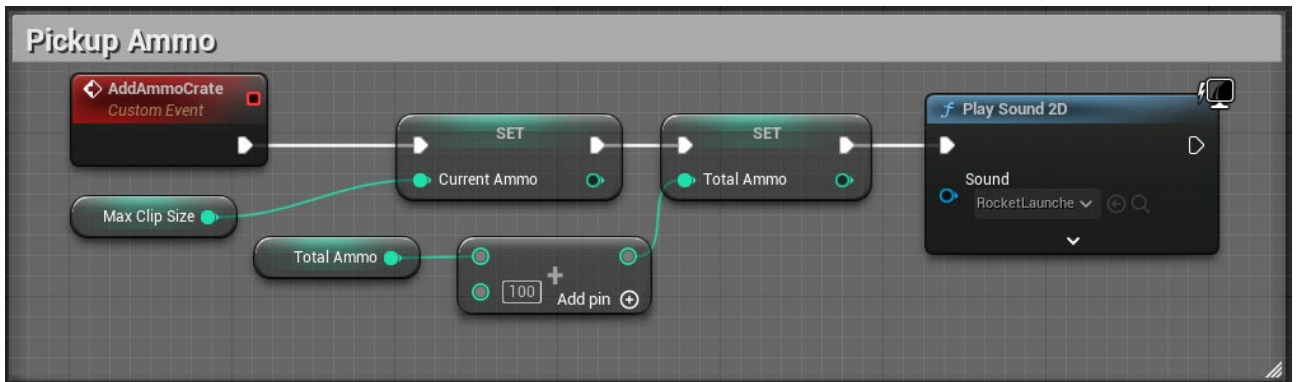 Pickup Ammo
AddAmmoCrate
Custom Event
SET
Current Ammo
SET
Total Ammo
Play Sound 2D
Sound
RocketLaunche
Max Clip Size
Total Ammo
100
Add pin